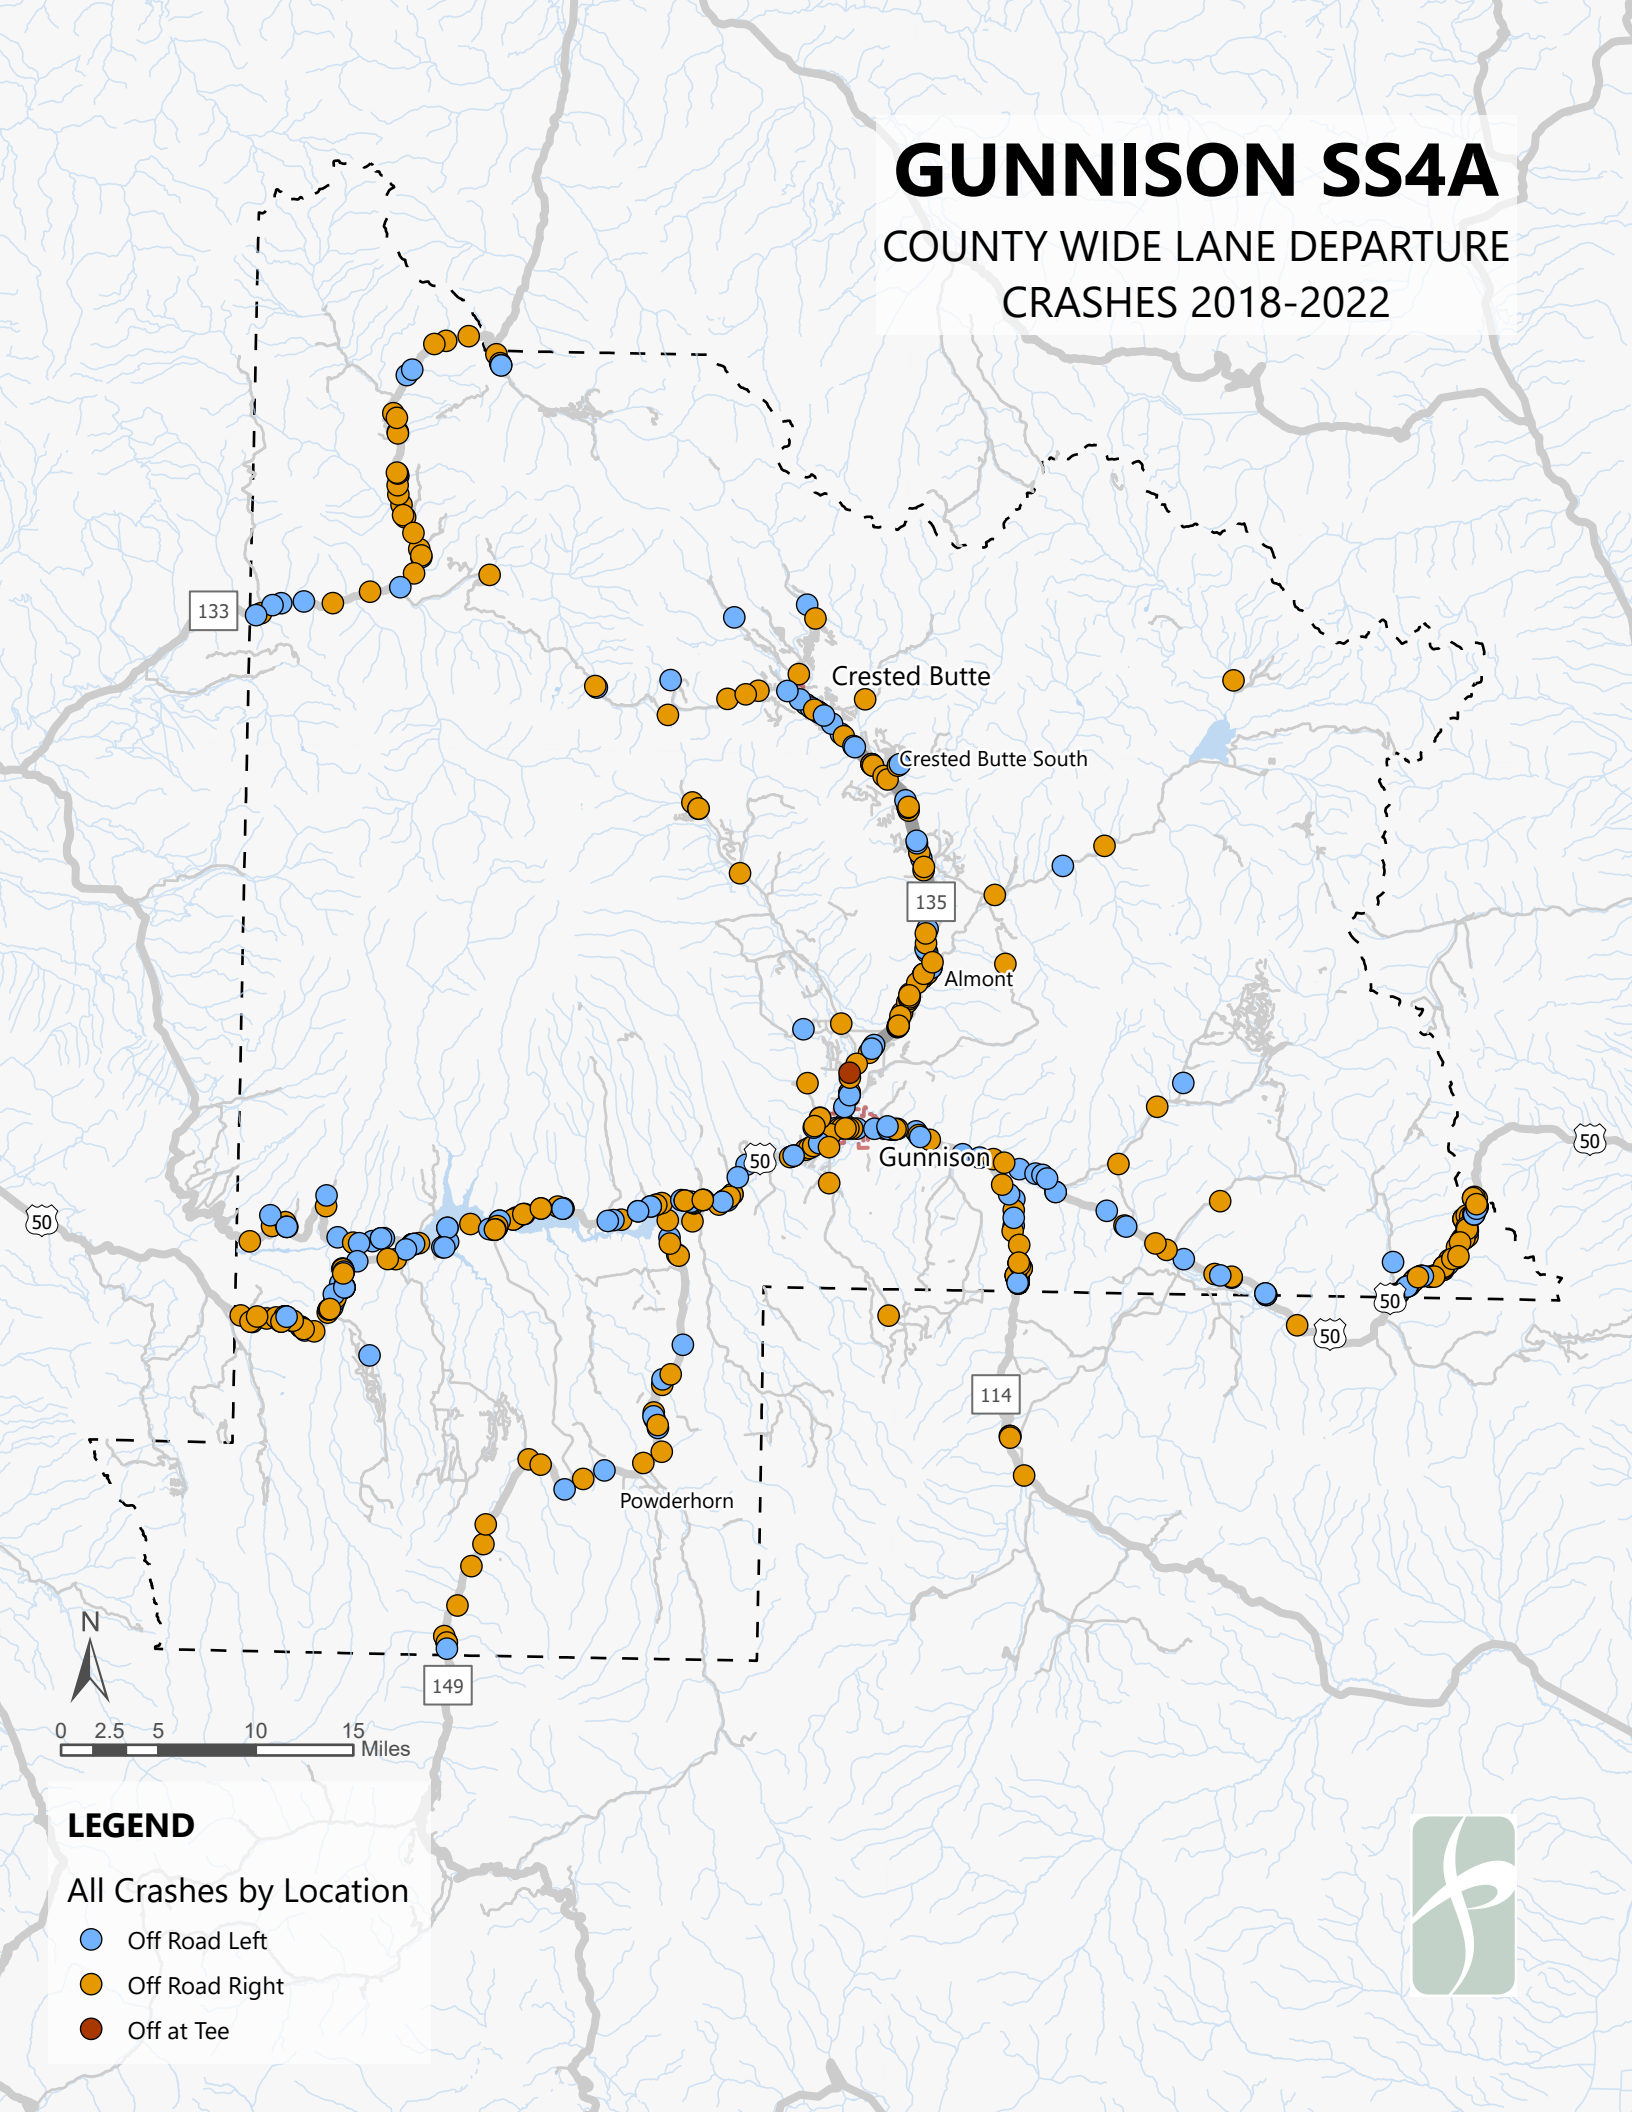 GUNNISON SS4A
COUNTY WIDE LANE DEPARTURE
CRASHES 2018-2022
133
Crested Butte
Crested Butte South
135
Almont
50
Gunnison
50
50
50
50
114
Powderhorn
N
149
0 2.5 5 10 15
Miles
LEGEND
All Crashes by Location
Off Road Left
Off Road Right
Off at Tee